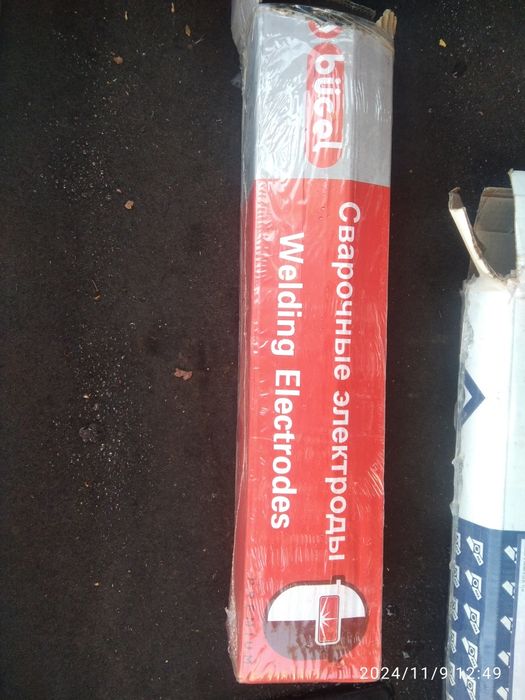 bücel
Сварочные электроды
Welding Electrodes
2024/11/9 12:49